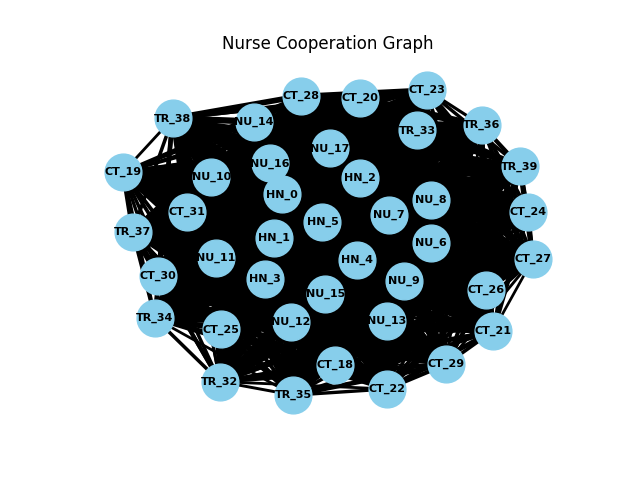 Nurse Cooperation Graph
CT_23
CT_28
CT_20
TR_38
NU_14
TR_36
TR_33
NU_17
NU_16
TR_39
CT_19
NU_10
HN_2
HN_0
NU_8
CT_31
NU_7
CT_24
HN_5
TR_37
HN_1
NU_6
NU_11
HN_4
CT_27
CT_30
HN_3
NU_9
CT_26
NU_15
TR_34
NU_12
NU_13
CT_25
CT_21
CT_18
CT_29
TR_32
CT_22
TR_35